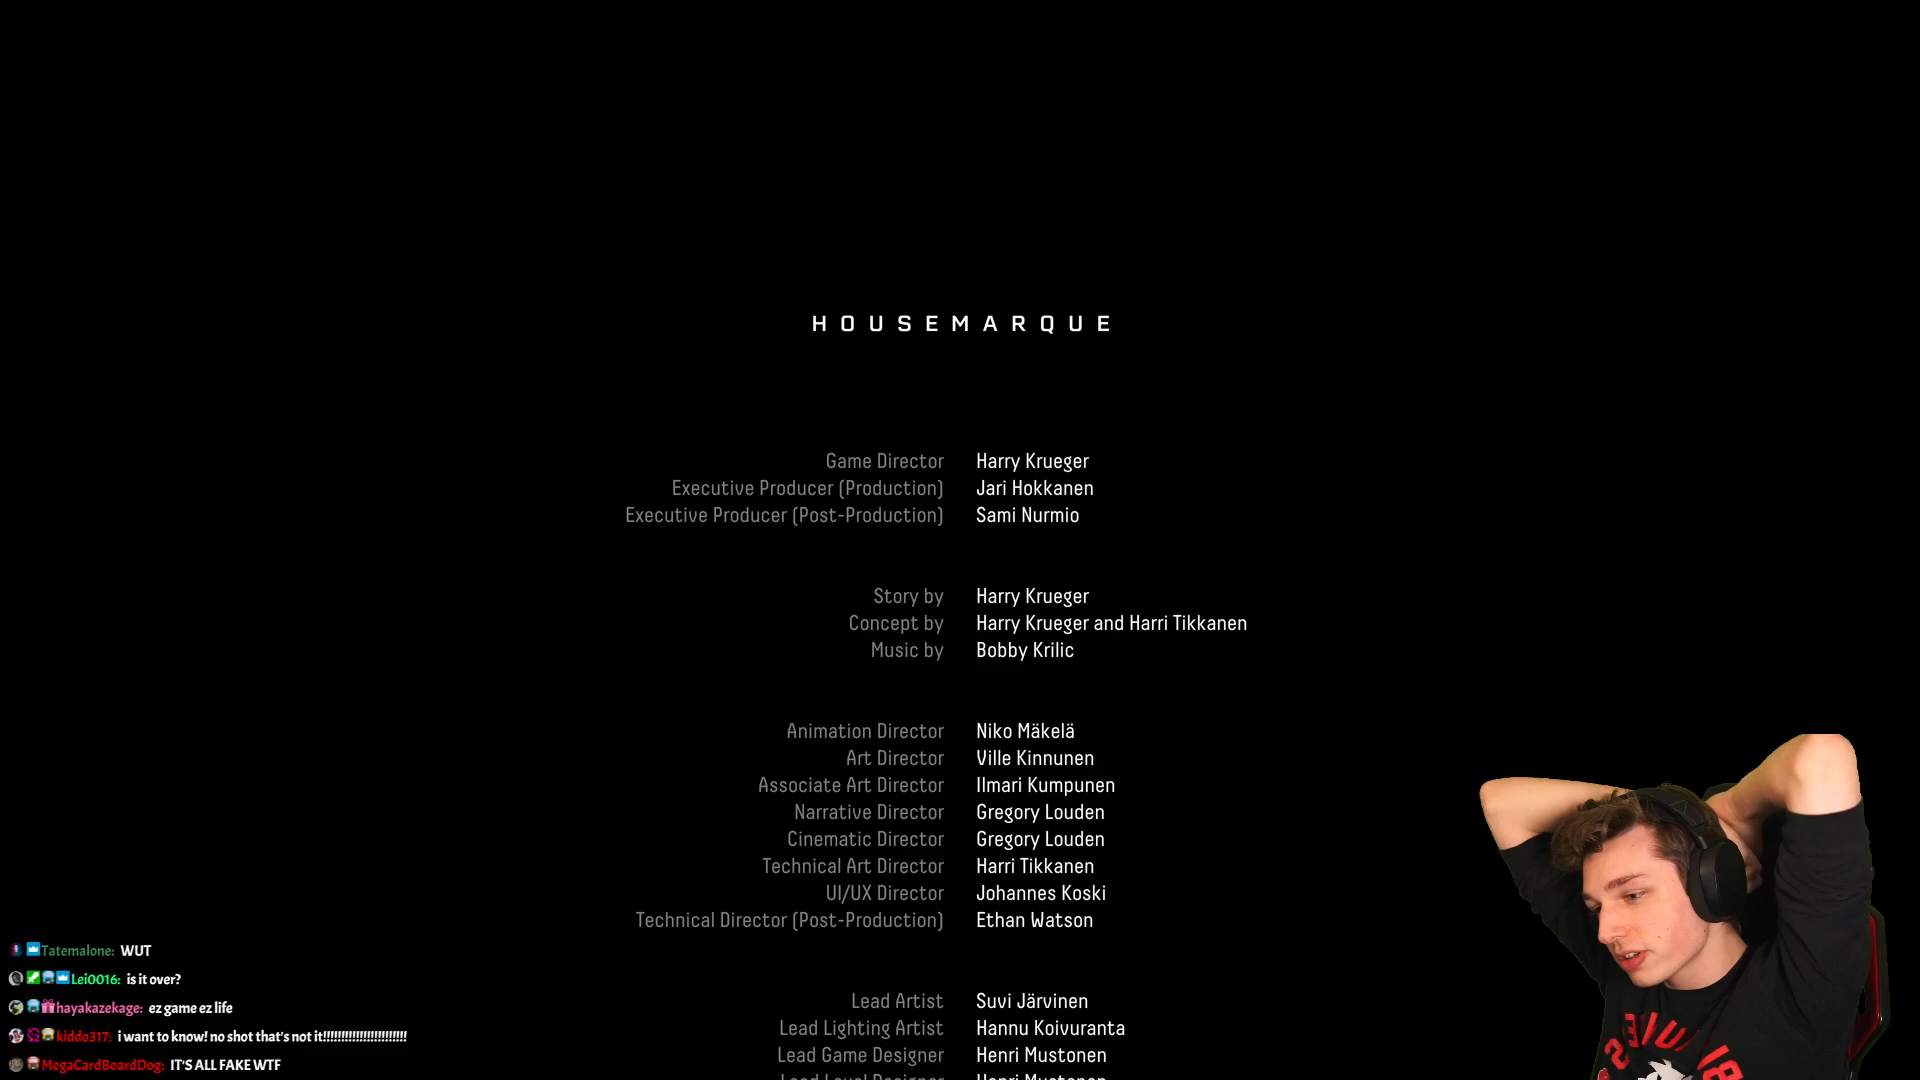 HOUSEMARQUE
Game Director Harry Krueger
Executive Producer (Production) Jari Hokkanen
Executive Producer (Post-Production) Sami Nurmio
Story by Harry Krueger
Concept by Harry Krueger and Harri Tikkanen
Music by Bobby Krilic
Animation Director Niko Mäkelä
Art Director Ville Kinnunen
Associate Art Director Ilmari Kumpunen
Narrative Director Gregory Louden
Cinematic Director Gregory Louden
Technical Art Director Harri Tikkanen
UI/UX Director Johannes Koski
Technical Director (Post-Production) Ethan Watson
Lead Artist Suvi Järvinen
Lead Lighting Artist Hannu Koivuranta
Lead Game Designer Henri Mustonen
Lead Level Designer Henri Mustonen
Tatemalone: WUT
Lei0016: is it over?
hayakazekage: ez game ez life
kiddo317: i want to know! no shot that's not it!!!!!!!!!!!!!!!!!!!!!!!!
MegaCardBoardDog: IT'S ALL FAKE WTF